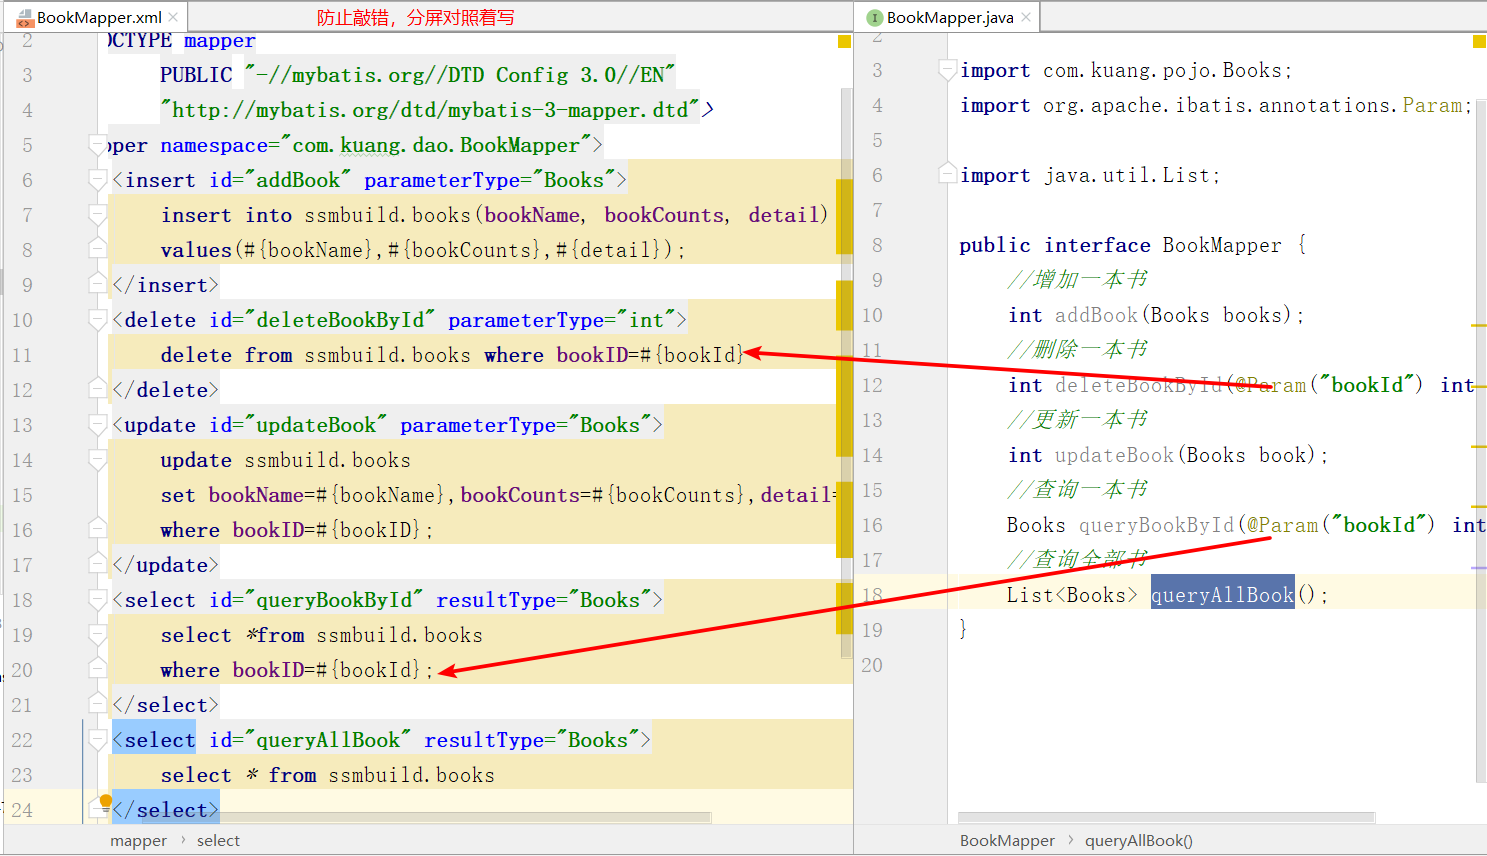 BookMapper.xml
防止敲错，分屏对照着写
2 OCTYPE mapper
3 PUBLIC "-//mybatis.org//DTD Config 3.0//EN"
4 "http://mybatis.org/dtd/mybatis-3-mapper.dtd">
5 pper namespace="com.kuang.dao.BookMapper">
6 <insert id="addBook" parameterType="Books">
7 insert into ssmbuild.books(bookName, bookCounts, detail)
8 values(#{bookName},#{bookCounts},#{detail});
9 </insert>
10 <delete id="deleteBookById" parameterType="int">
11 delete from ssmbuild.books where bookID=#{bookId}
12 </delete>
13 <update id="updateBook" parameterType="Books">
14 update ssmbuild.books
15 set bookName=#{bookName},bookCounts=#{bookCounts},detail=
16 where bookID=#{bookID};
17 </update>
18 <select id="queryBookById" resultType="Books">
19 select *from ssmbuild.books
20 where bookID=#{bookId};
21 </select>
22 <select id="queryAllBook" resultType="Books">
23 select * from ssmbuild.books
24 </select>
mapper › select
BookMapper.java
2
3 import com.kuang.pojo.Books;
4 import org.apache.ibatis.annotations.Param;
5
6 import java.util.List;
7
8 public interface BookMapper {
9 //增加一本书
10 int addBook(Books books);
11 //删除一本书
12 int deleteBookById(@Param("bookId") int
13 //更新一本书
14 int updateBook(Books book);
15 //查询一本书
16 Books queryBookById(@Param("bookId") int
17 //查询全部书
18 List<Books> queryAllBook();
19 }
20
BookMapper › queryAllBook()